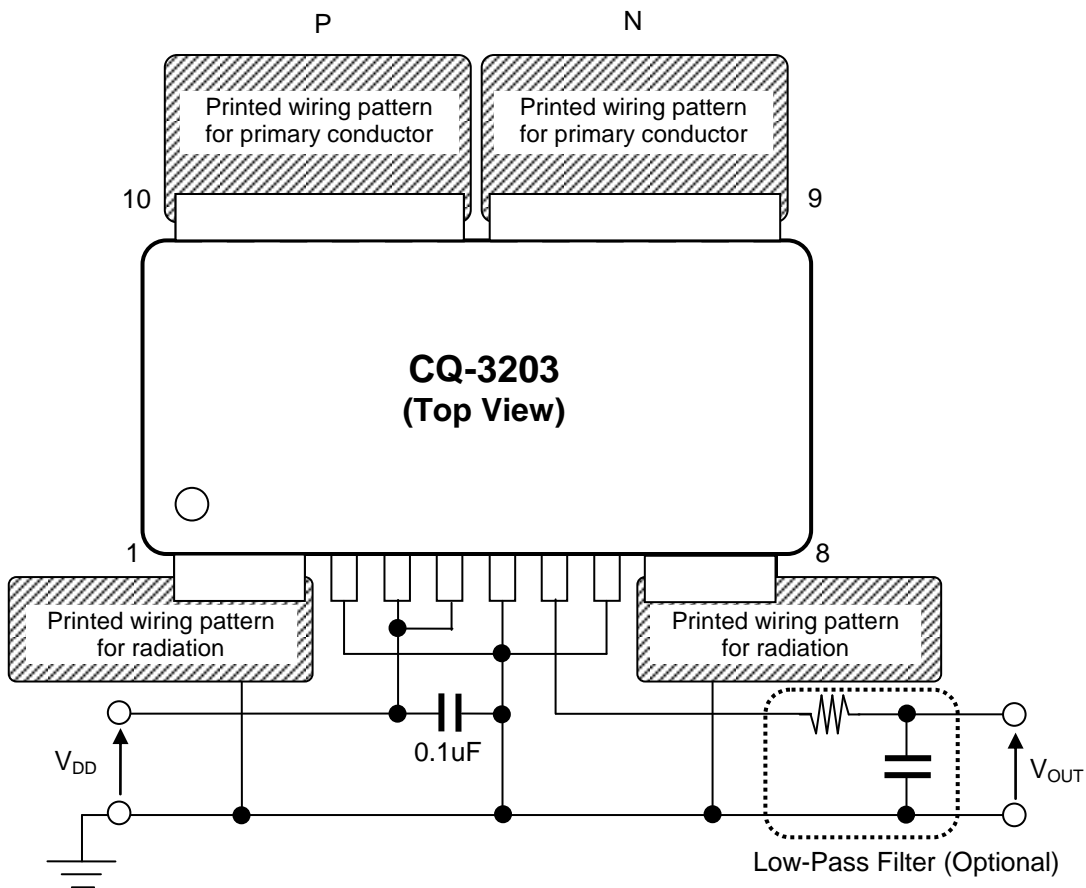 P
N
Printed wiring pattern
for primary conductor
Printed wiring pattern
for primary conductor
10
9
CQ-3203
(Top View)
1
8
Printed wiring pattern
for radiation
Printed wiring pattern
for radiation
0.1uF
VDD
VOUT
Low-Pass Filter (Optional)